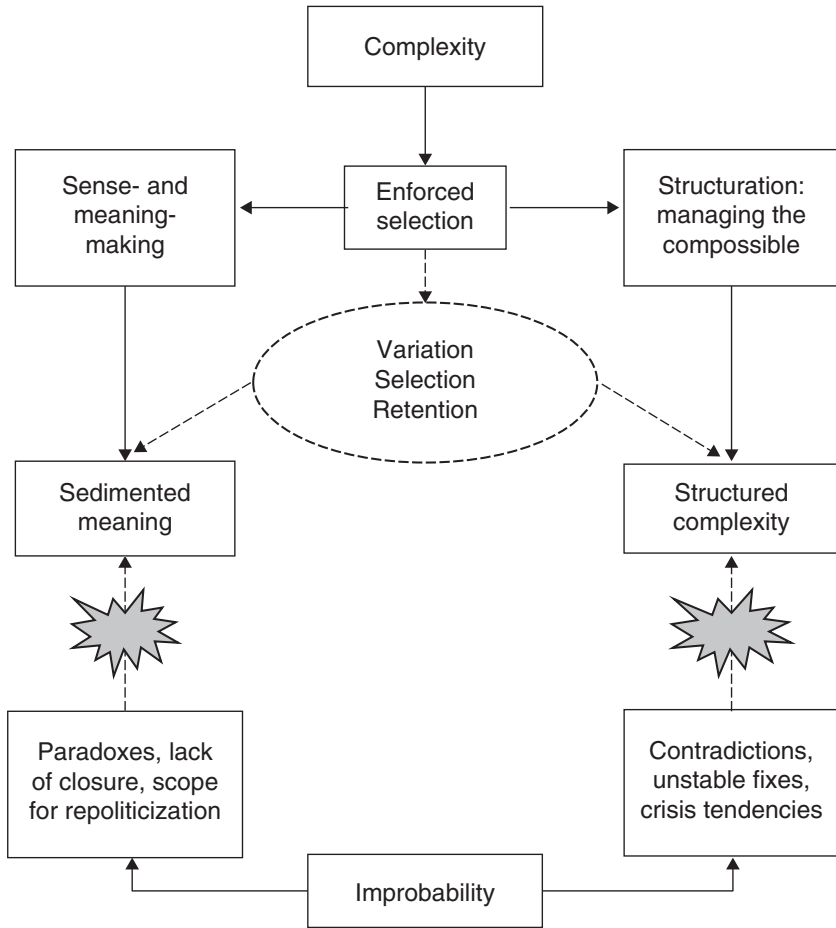 Complexity
Sense- and
meaning-
making
Enforced
selection
Structuration:
managing the
compossible
Variation
Selection
Retention
Sedimented
meaning
Structured
complexity
Paradoxes, lack
of closure, scope
for repoliticization
Contradictions,
unstable fixes,
crisis tendencies
Improbability